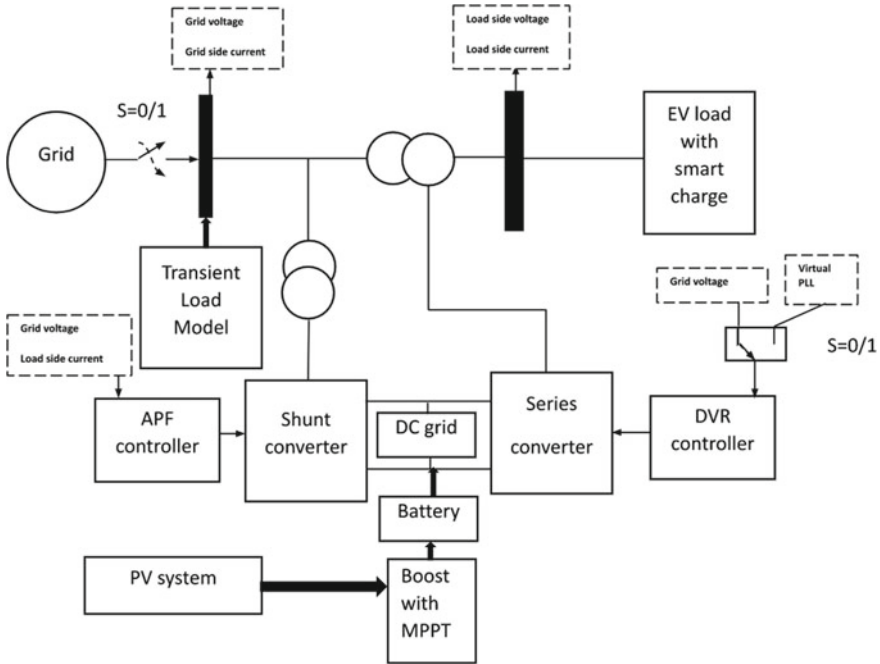 Grid voltage
Grid side current
Load side voltage
Load side current
S=0/1
Grid
EV load
with
smart
charge
Transient
Load
Model
Grid voltage
Virtual
PLL
Grid voltage
Load side current
S=0/1
APF
controller
Shunt
converter
DC grid
Series
converter
DVR
controller
Battery
PV system
Boost
with
MPPT